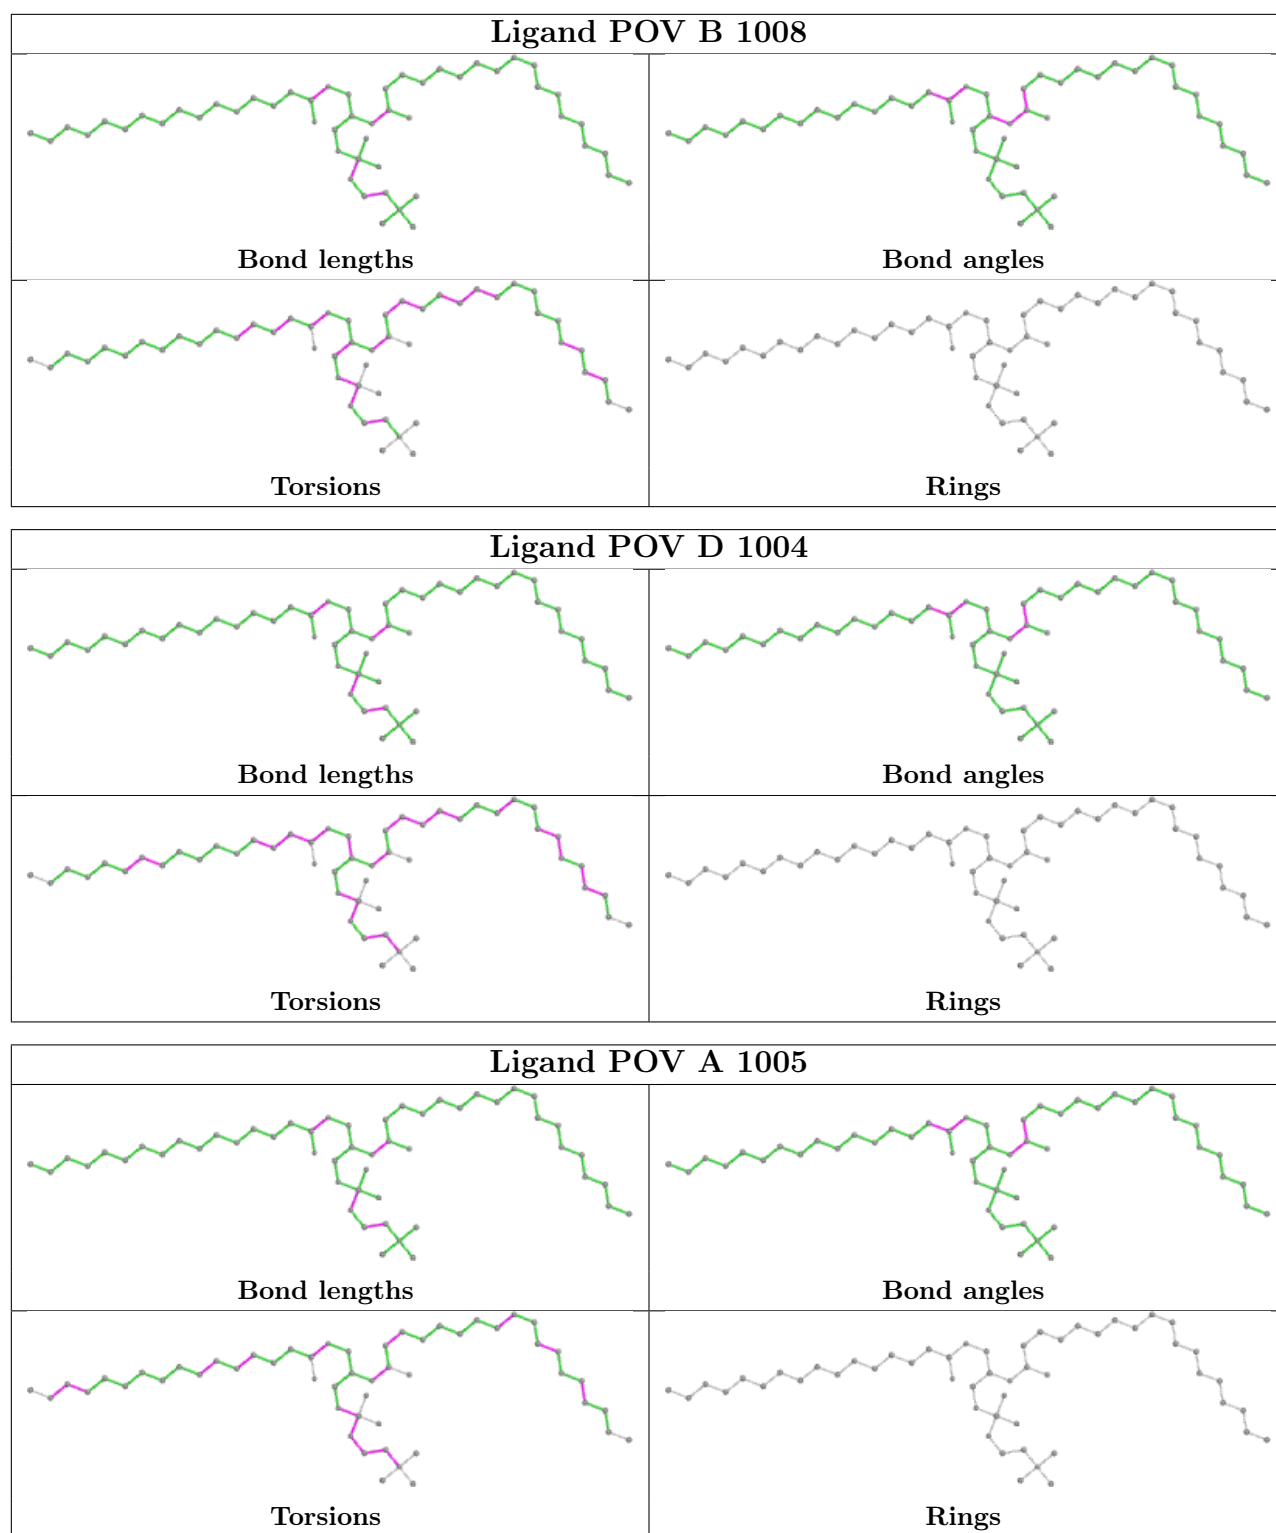 Ligand POV B 1008
Bond lengths
Bond angles
Torsions
Rings
Ligand POV D 1004
Bond lengths
Bond angles
Torsions
Rings
Ligand POV A 1005
Bond lengths
Bond angles
Torsions
Rings